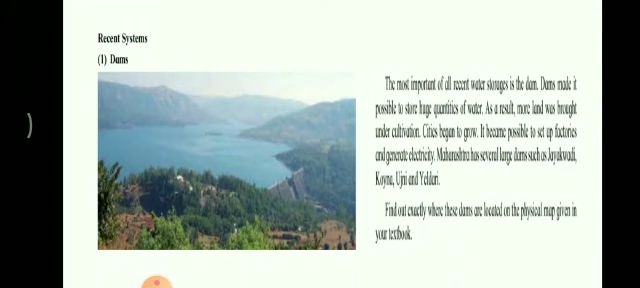 Recent Systems
(1) Dams
The most important of all recent water storages is the dam. Dams made it
possible to store huge quantities of water. As a result, more land was brought
under cultivation. Cities began to grow. It became possible to set up factories
and generate electricity. Maharashtra has several large dams such as Jayakwadi,
Koyna, Ujni and Yeldari.
Find out exactly where these dams are located on the physical map given in
your textbook.